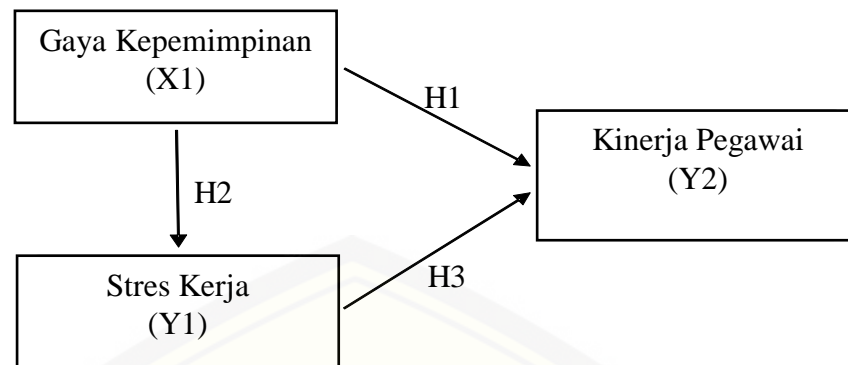 Gaya Kepemimpinan
(X1)
H1
Kinerja Pegawai
(Y2)
H2
Stres Kerja
(Y1)
H3